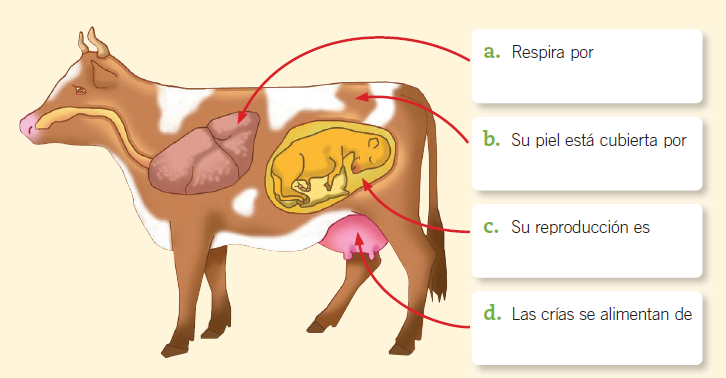 a. Respira por
b. Su piel está cubierta por
c. Su reproducción es
d. Las crías se alimentan de